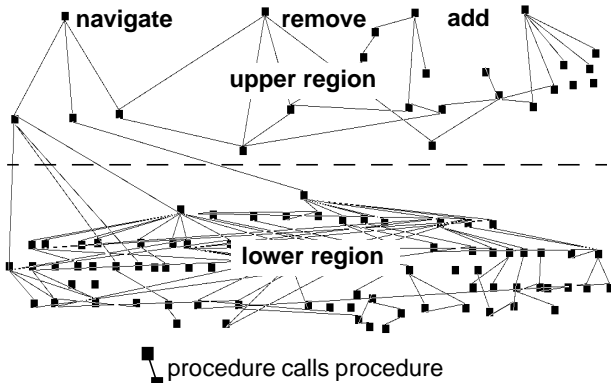 navigate remove add
upper region
lower region
procedure calls procedure